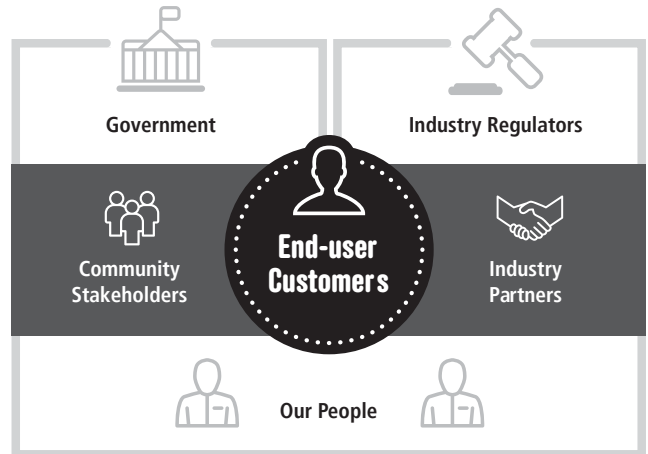 Government
Industry Regulators
Community
Stakeholders
End-user
Customers
Industry
Partners
Our People